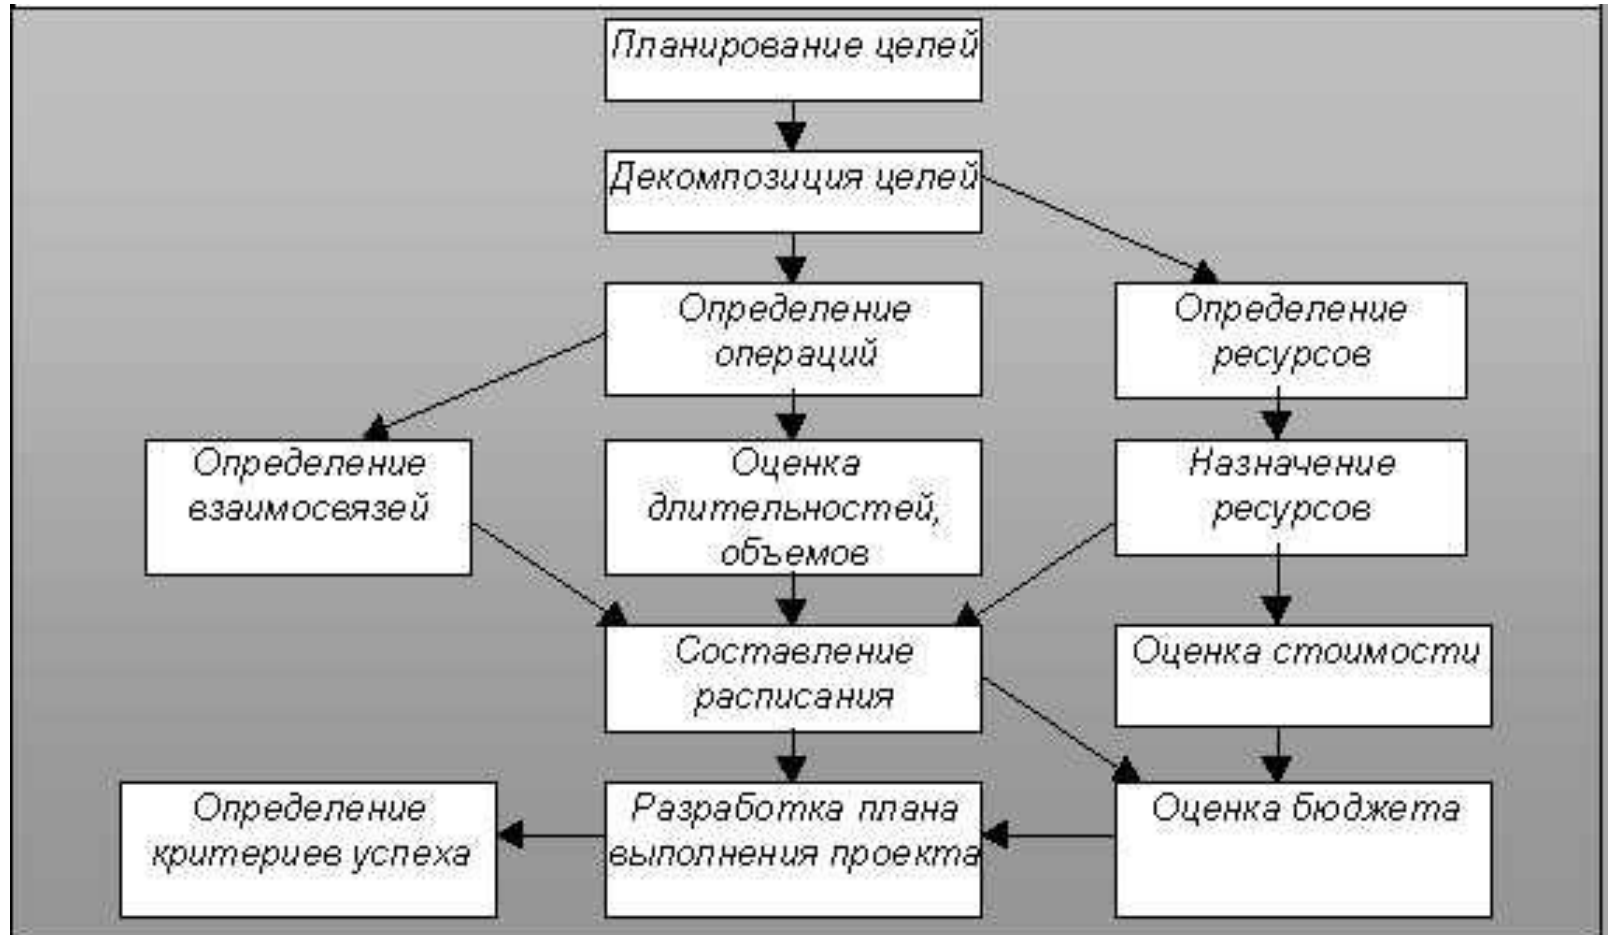 Планирование целей
Декомпозиция целей
Определение
операций
Определение
ресурсов
Определение
взаимосвязей
Оценка
длительностей,
объемов
Назначение
ресурсов
Составление
расписания
Оценка стоимости
Определение
критериев успеха
Разработка плана
выполнения проекта
Оценка бюджета